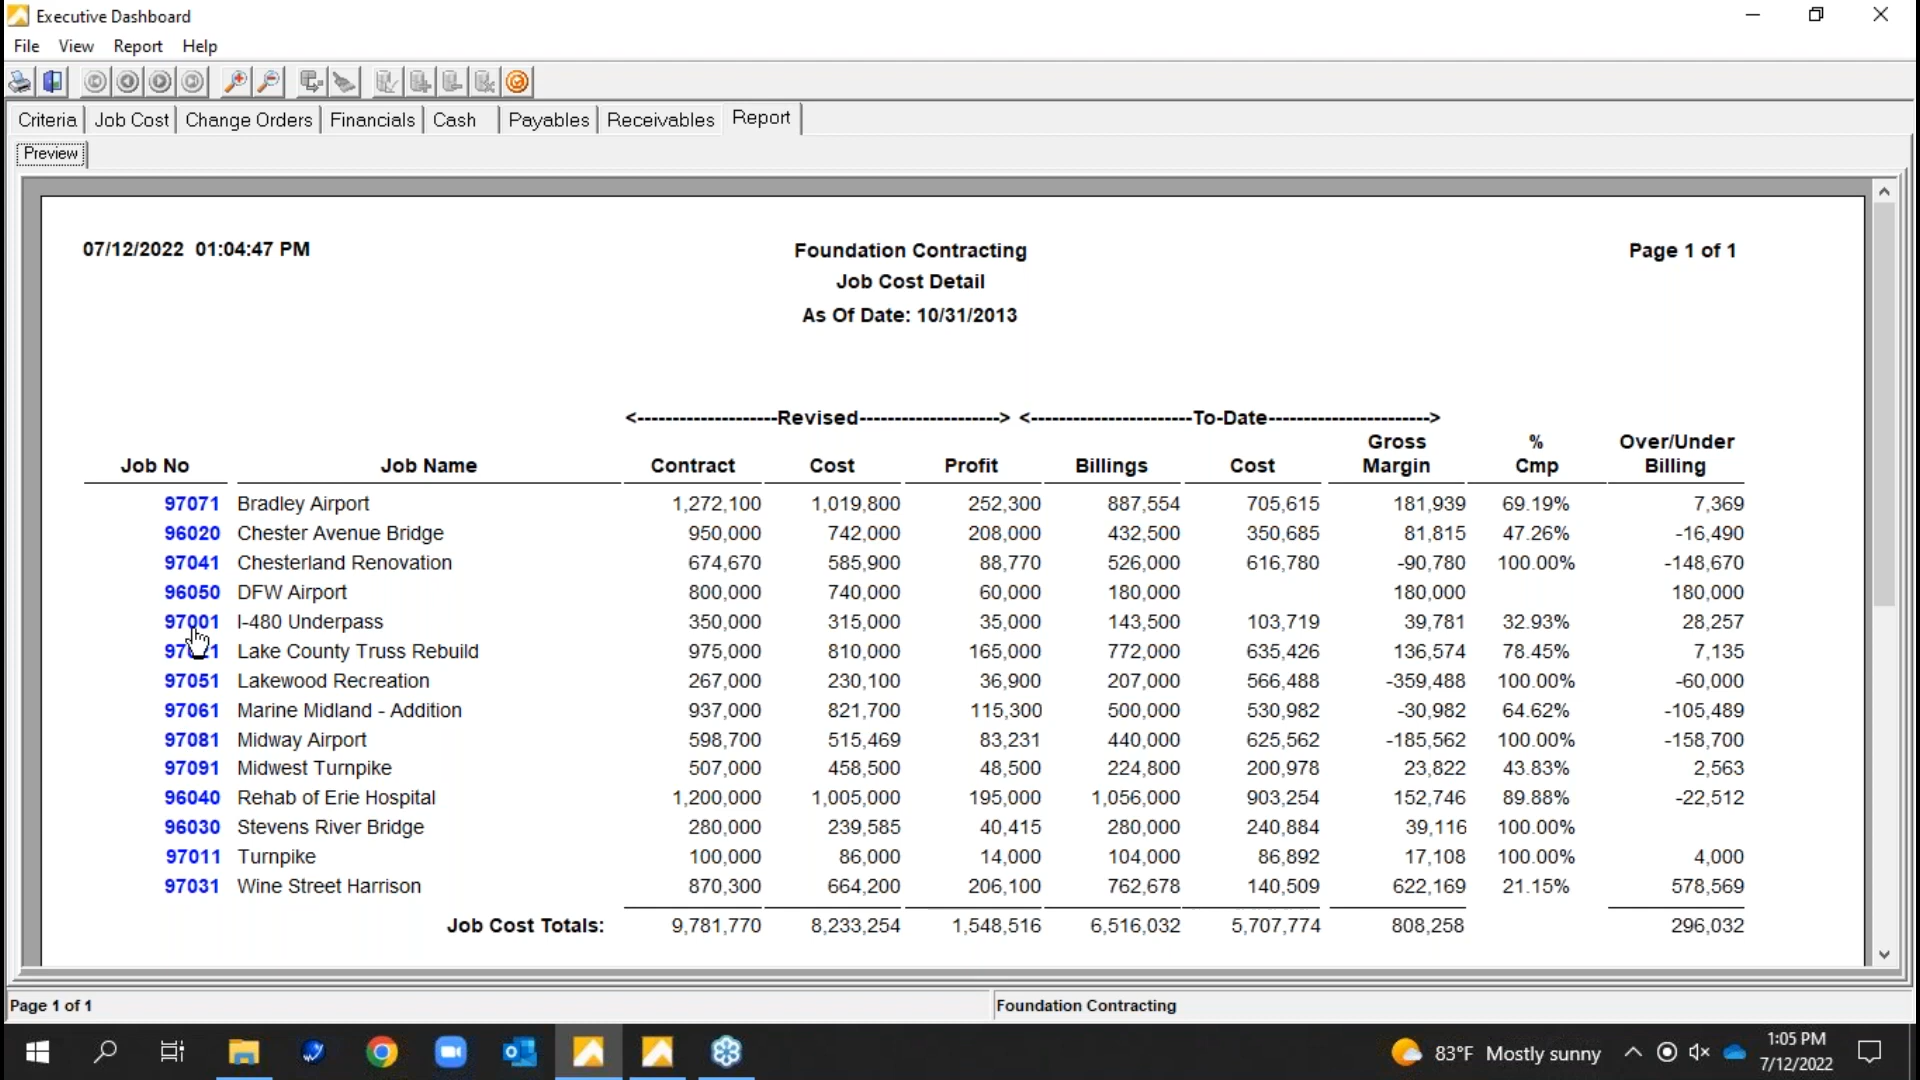 Executive Dashboard
File View Report Help
Criteria Job Cost Change Orders Financials Cash Payables Receivables Report
Preview
07/12/2022 01:04:47 PM Foundation Contracting Page 1 of 1
Job Cost Detail
As Of Date: 10/31/2013
<--------------------Revised--------------------> <-----------------------To-Date----------------------->
Gross % Over/Under
Job No Job Name Contract Cost Profit Billings Cost Margin Cmp Billing
97071 Bradley Airport 1,272,100 1,019,800 252,300 887,554 705,615 181,939 69.19% 7,369
96020 Chester Avenue Bridge 950,000 742,000 208,000 432,500 350,685 81,815 47.26% -16,490
97041 Chesterland Renovation 674,670 585,900 88,770 526,000 616,780 -90,780 100.00% -148,670
96050 DFW Airport 800,000 740,000 60,000 180,000 180,000 180,000
97001 I-480 Underpass 350,000 315,000 35,000 143,500 103,719 39,781 32.93% 28,257
Lake County Truss Rebuild 975,000 810,000 165,000 772,000 635,426 136,574 78.45% 7,135
97051 Lakewood Recreation 267,000 230,100 36,900 207,000 566,488 -359,488 100.00% -60,000
97061 Marine Midland - Addition 937,000 821,700 115,300 500,000 530,982 -30,982 64.62% -105,489
97081 Midway Airport 598,700 515,469 83,231 440,000 625,562 -185,562 100.00% -158,700
97091 Midwest Turnpike 507,000 458,500 48,500 224,800 200,978 23,822 43.83% 2,563
96040 Rehab of Erie Hospital 1,200,000 1,005,000 195,000 1,056,000 903,254 152,746 89.88% -22,512
96030 Stevens River Bridge 280,000 239,585 40,415 280,000 240,884 39,116 100.00%
97011 Turnpike 100,000 86,000 14,000 104,000 86,892 17,108 100.00% 4,000
97031 Wine Street Harrison 870,300 664,200 206,100 762,678 140,509 622,169 21.15% 578,569
Job Cost Totals: 9,781,770 8,233,254 1,548,516 6,516,032 5,707,774 808,258 296,032
Page 1 of 1 Foundation Contracting
83°F Mostly sunny 1:05 PM
7/12/2022